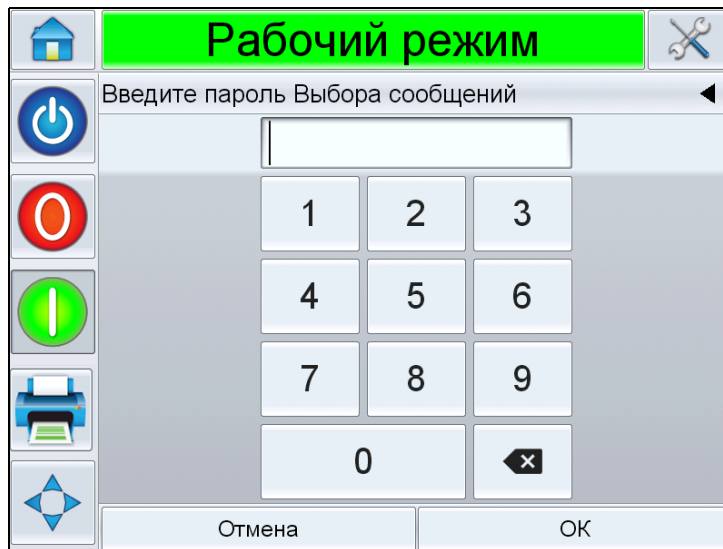 Рабочий режим
Введите пароль Выбора сообщений
1 2 3
4 5 6
7 8 9
0
Отмена OK